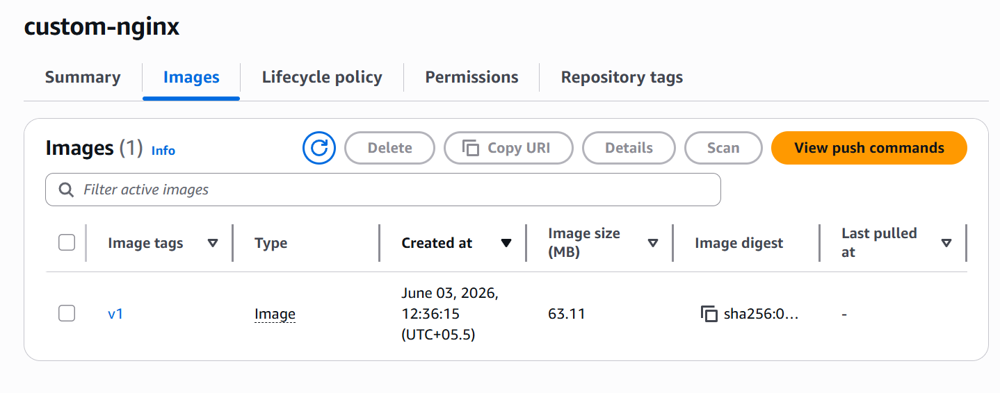 custom-nginx
Summary
Images
Lifecycle policy
Permissions
Repository tags
Images (1) Info
Delete
Copy URI
Details
Scan
View push commands
Filter active images
Image tags
Type
Created at
Image size
(MB)
Image digest
Last pulled
at
v1
Image
June 03, 2026,
12:36:15
(UTC+05.5)
63.11
sha256:0...
-